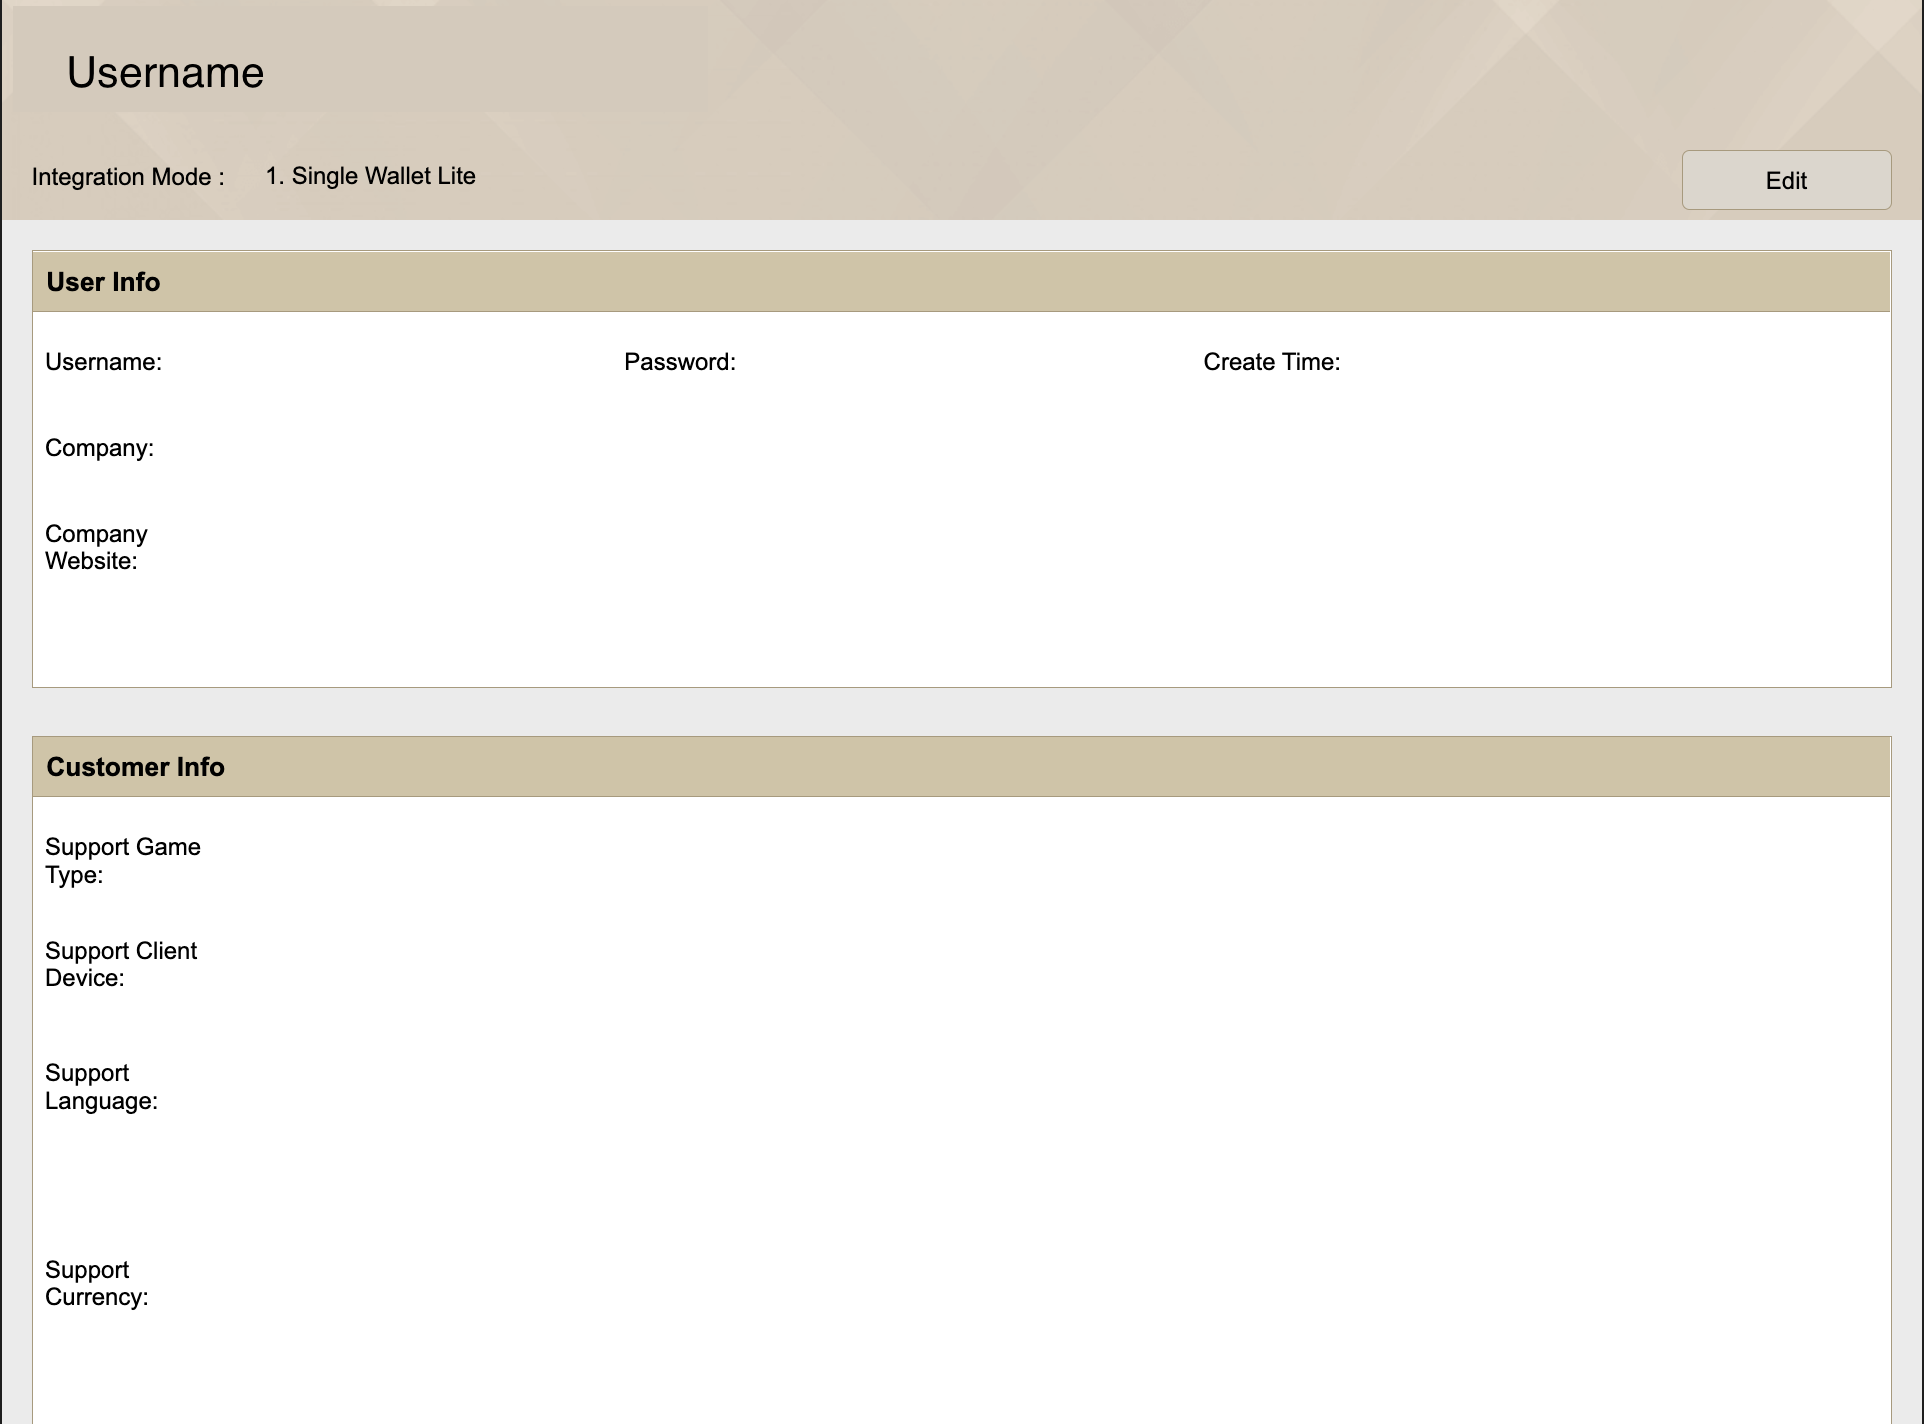 Username
Integration Mode : 1. Single Wallet Lite
Edit
User Info
Username:
Password:
Create Time:
Company:
Company
Website:
Customer Info
Support Game
Type:
Support Client
Device:
Support
Language:
Support
Currency: